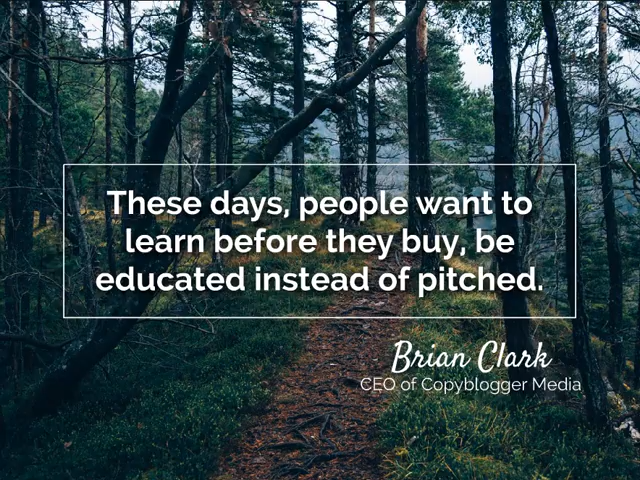 These days, people want to
learn before they buy, be
educated instead of pitched.
Brian Clark
CEO of Copyblogger Media